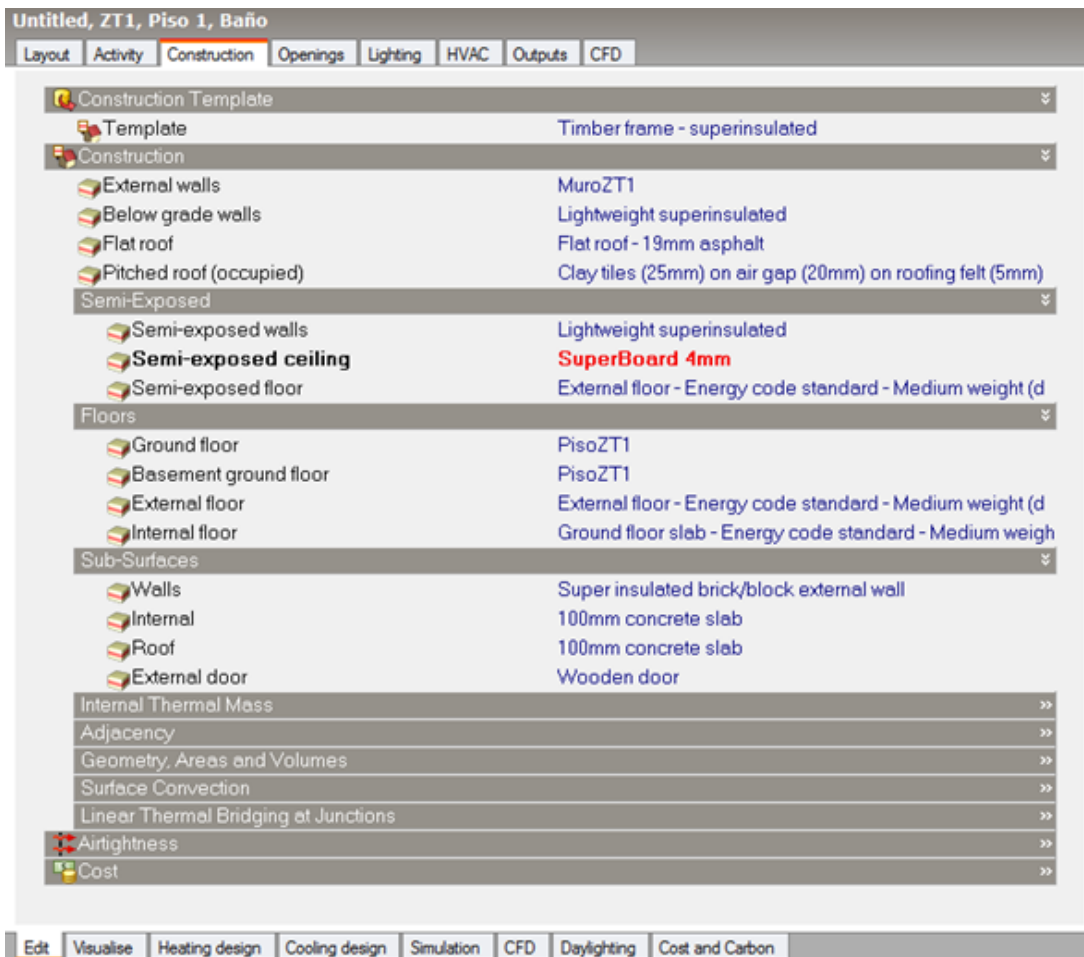 Untitled, ZT1, Piso 1, Baño
Layout Activity Construction Openings Lighting HVAC Outputs CFD
Construction Template
Template Timber frame - superinsulated
Construction
External walls MuroZT1
Below grade walls Lightweight superinsulated
Flat roof Flat roof - 19mm asphalt
Pitched roof (occupied) Clay tiles (25mm) on air gap (20mm) on roofing felt (5mm)
Semi-Exposed
Semi-exposed walls Lightweight superinsulated
Semi-exposed ceiling SuperBoard 4mm
Semi-exposed floor External floor - Energy code standard - Medium weight (d
Floors
Ground floor PisoZT1
Basement ground floor PisoZT1
External floor External floor - Energy code standard - Medium weight (d
Internal floor Ground floor slab - Energy code standard - Medium weigh
Sub-Surfaces
Walls Super insulated brick/block external wall
Internal 100mm concrete slab
Roof 100mm concrete slab
External door Wooden door
Internal Thermal Mass
Adjacency
Geometry, Areas and Volumes
Surface Convection
Linear Thermal Bridging at Junctions
Airtightness
Cost
Edit Visualise Heating design Cooling design Simulation CFD Daylighting Cost and Carbon